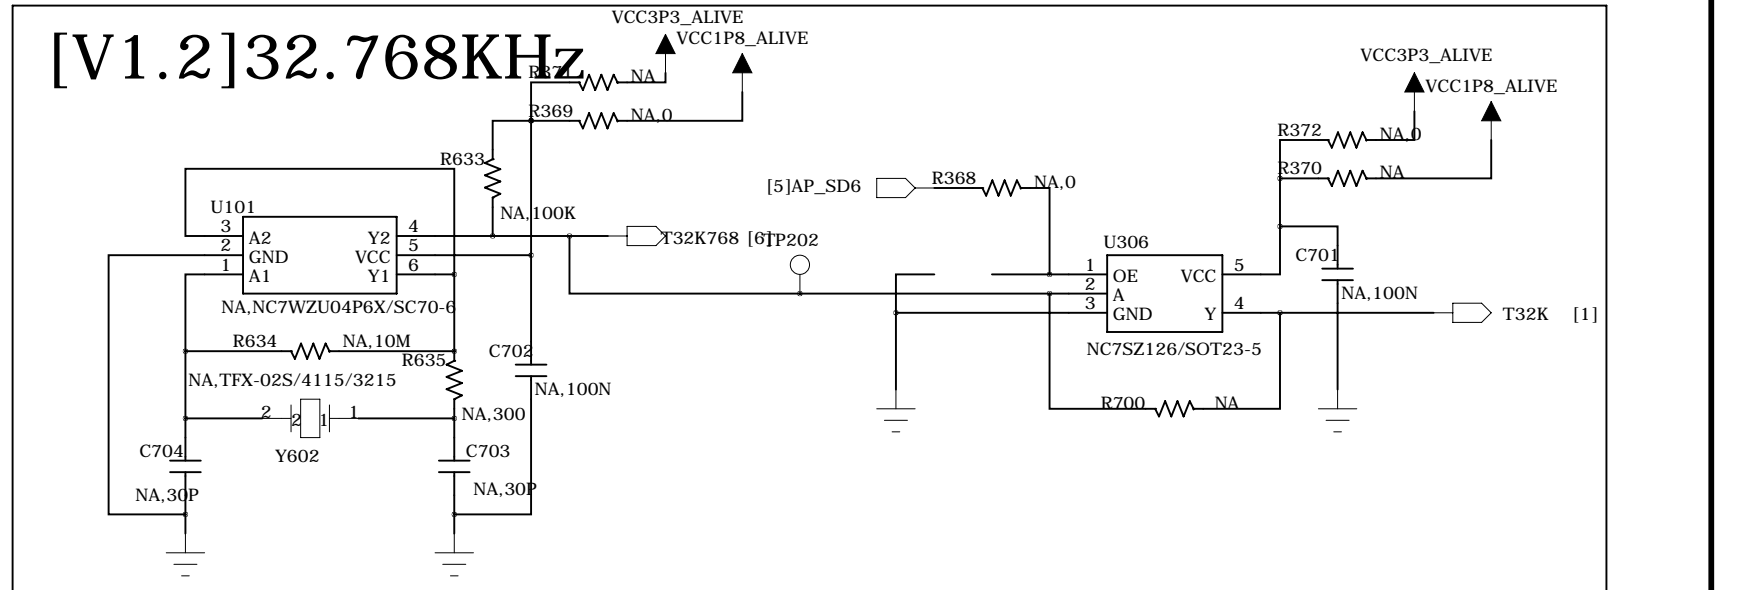 VCC3P3_ALIVE
[V1.2]32.768KHz
VCC1P8_ALIVE
VCC3P3_ALIVE
VCC1P8_ALIVE
R371 NA
R369 NA,0
R372 NA,0
R370 NA
R633
NA,100K
[5]AP_SD6 R368 NA,0
U101
3 A2 Y2 4
2 GND VCC 5
1 A1 Y1 6
NA,NC7WZU04P6X/SC70-6
T32K768 [6]
TP202
U306
1 OE VCC 5
2 A
3 GND Y 4
NC7SZ126/SOT23-5
C701
NA,100N
T32K [1]
R634 NA,10M
R635
NA,300
C702
NA,100N
NA,TFX-02S/4115/3215
2 2 1 1
Y602
R700 NA
C704
NA,30P
C703
NA,30P